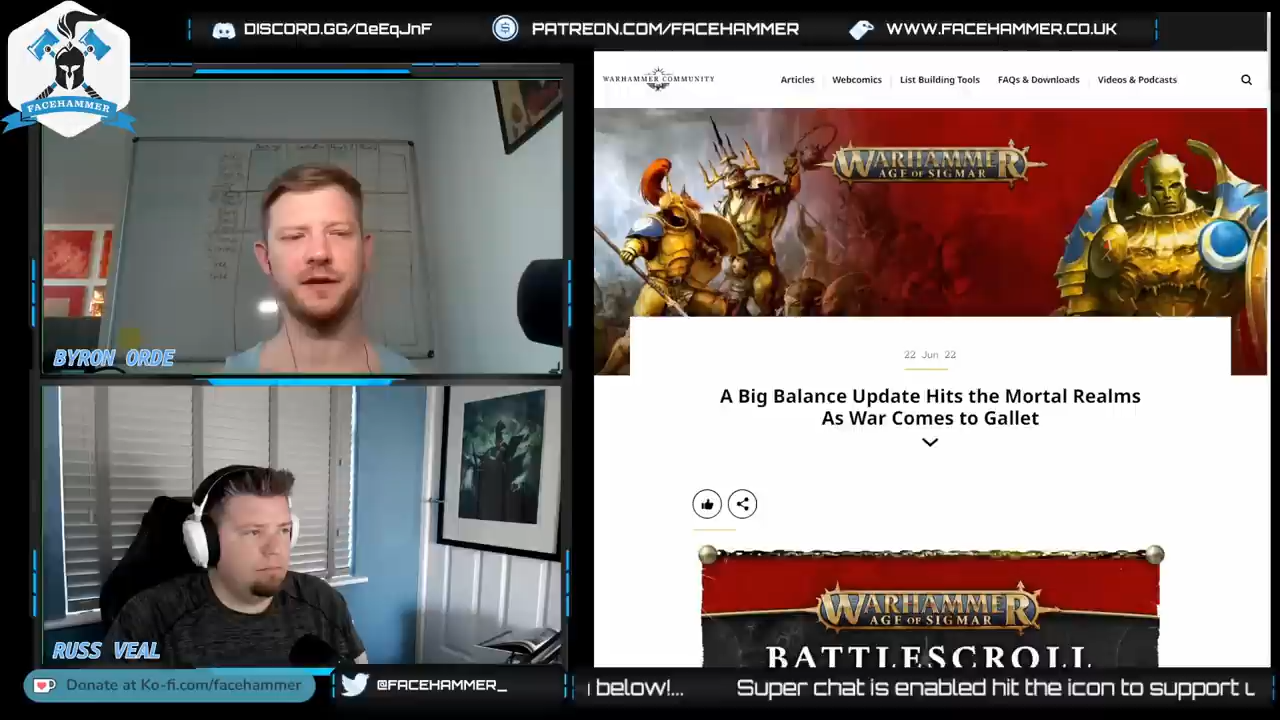 DISCORD.GG/QeEqJnF
PATREON.COM/FACEHAMMER
WWW.FACEHAMMER.CO.UK
FACEHAMMER
WARHAMMER COMMUNITY
Articles
Webcomics
List Building Tools
FAQs & Downloads
Videos & Podcasts
WARHAMMER
AGE OF SIGMAR
BYRON ORDE
22 Jun 22
A Big Balance Update Hits the Mortal Realms
As War Comes to Gallet
WARHAMMER
AGE OF SIGMAR
BATTLESCROLL
RUSS VEAL
Donate at Ko-fi.com/facehammer
@FACEHAMMER_
below!...
Super chat is enabled hit the icon to support u